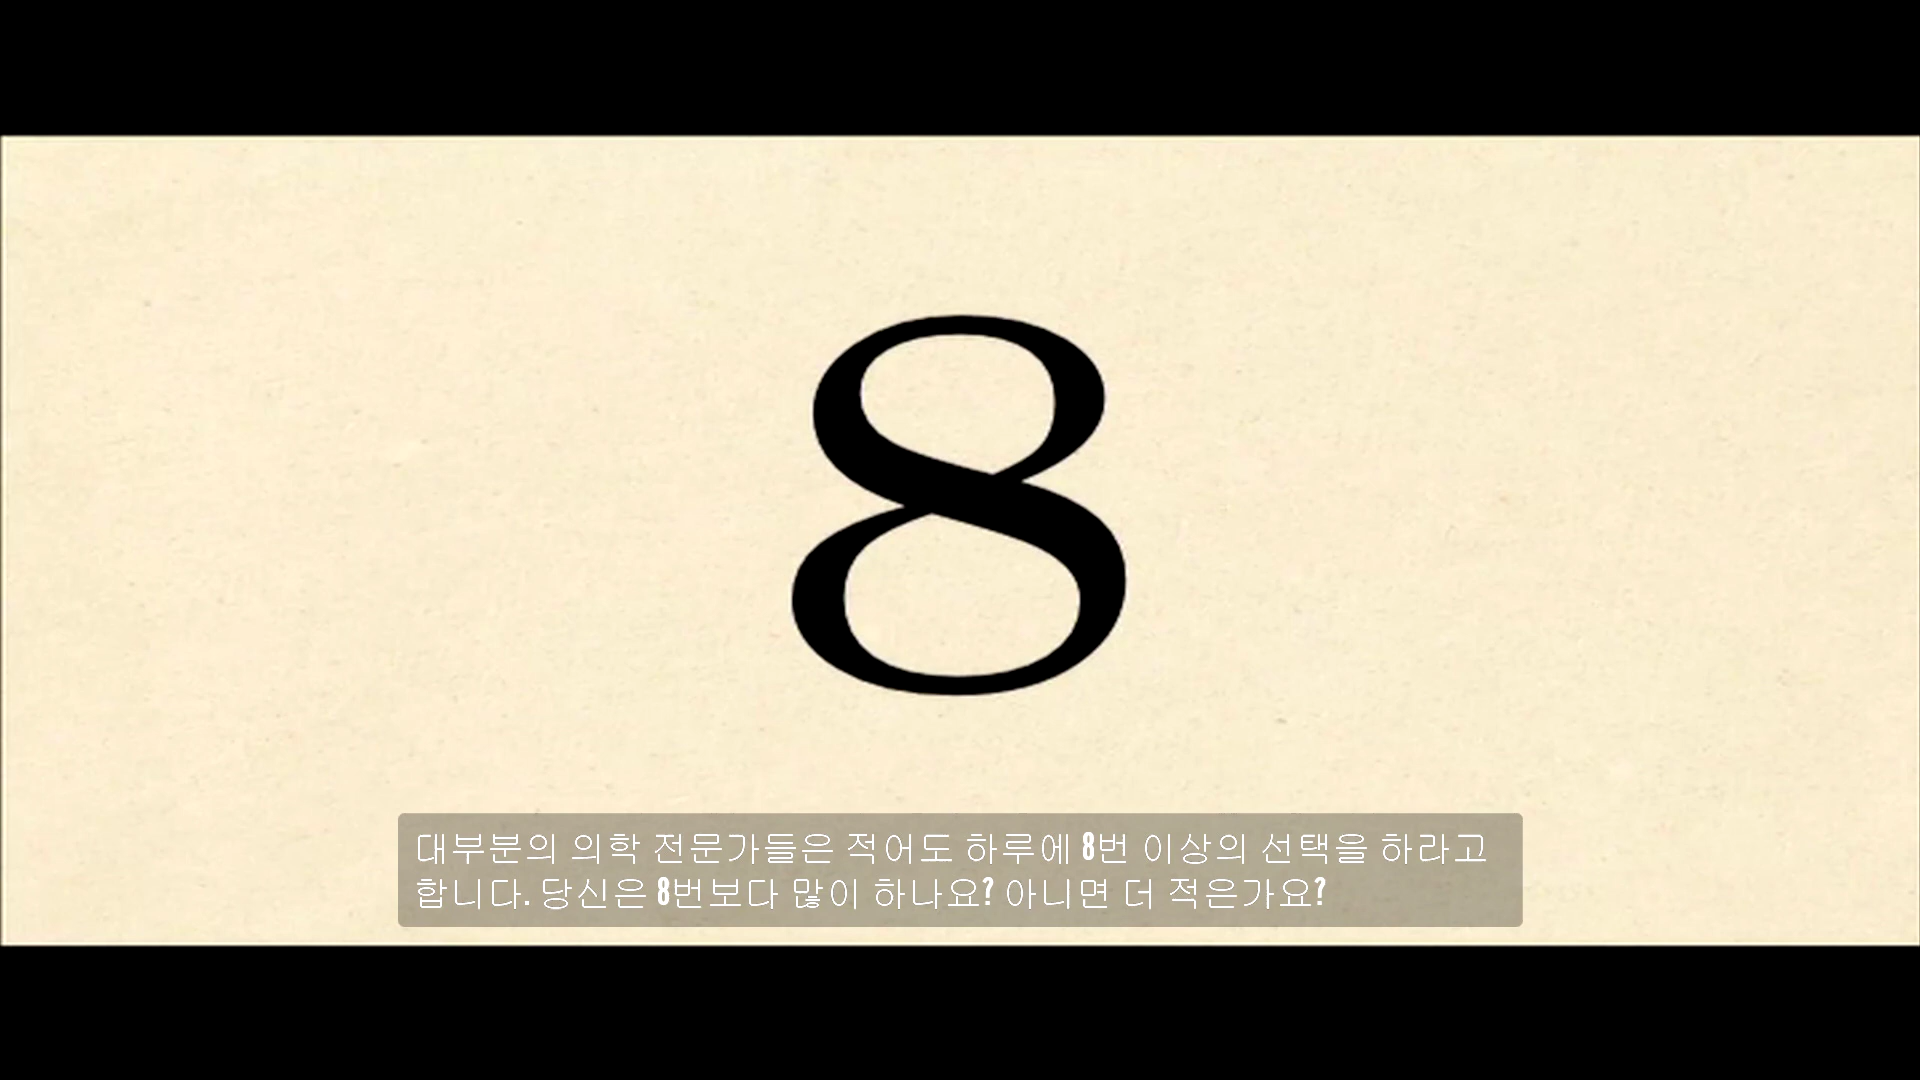 8
대부분의 의학 전문가들은 적어도 하루에 8번 이상의 선택을 하라고
합니다. 당신은 8번보다 많이 하나요? 아니면 더 적은가요?